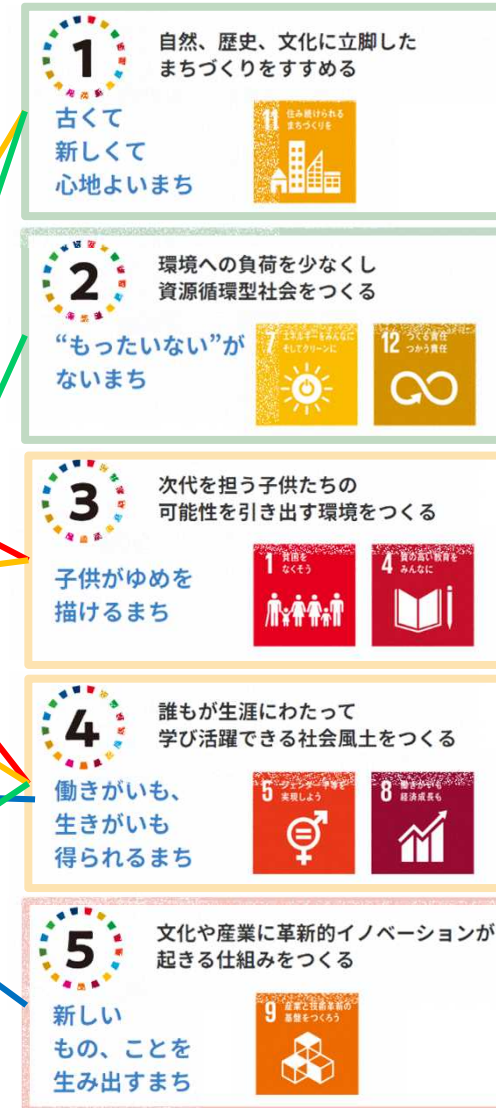 1
自然、歴史、文化に立脚した
まちづくりをすすめる
古くて
新しくて
心地よいまち
11 住み続けられる
まちづくりを
2
環境への負荷を少なくし
資源循環型社会をつくる
“もったいない”が
ないまち
7 エネルギーをみんなに
そしてクリーンに
12 つくる責任
つかう責任
3
次代を担う子供たちの
可能性を引き出す環境をつくる
子供がゆめを
描けるまち
1 貧困を
なくそう
4 質の高い教育を
みんなに
4
誰もが生涯にわたって
学び活躍できる社会風土をつくる
働きがいも、
生きがいも
得られるまち
5 ジェンダー平等を
実現しよう
8 働きがいも
経済成長も
5
文化や産業に革新的イノベーションが
起きる仕組みをつくる
新しい
もの、ことを
生み出すまち
9 産業と技術革新の
基盤をつくろう